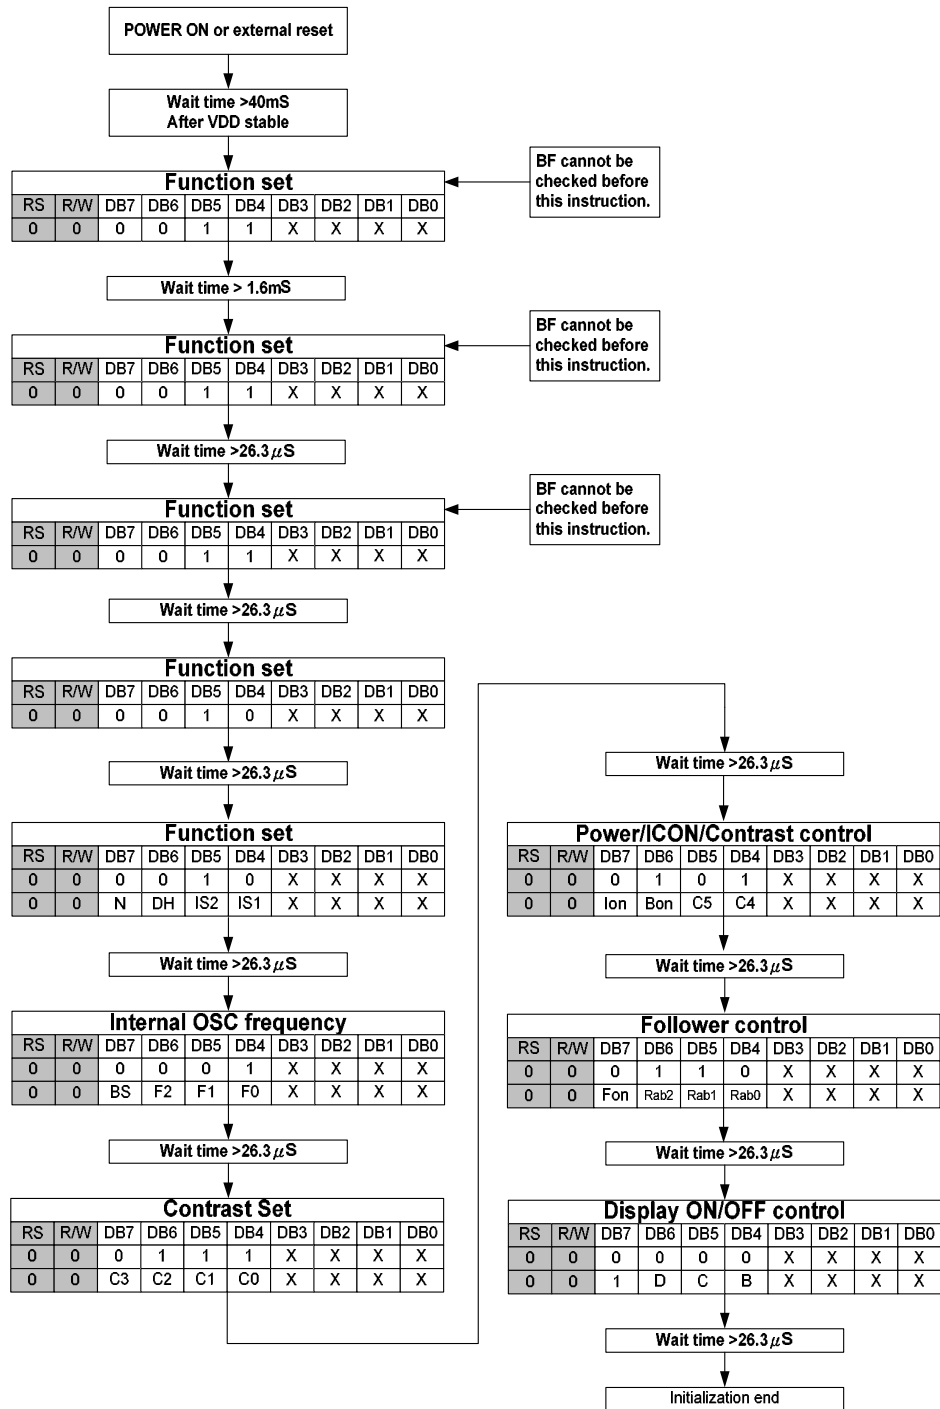 POWER ON or external reset
Wait time >40mS
After VDD stable
Function set
RS R/W DB7 DB6 DB5 DB4 DB3 DB2 DB1 DB0
0 0 0 0 1 1 X X X X
BF cannot be
checked before
this instruction.
Wait time > 1.6mS
Function set
RS R/W DB7 DB6 DB5 DB4 DB3 DB2 DB1 DB0
0 0 0 0 1 1 X X X X
BF cannot be
checked before
this instruction.
Wait time >26.3μS
Function set
RS R/W DB7 DB6 DB5 DB4 DB3 DB2 DB1 DB0
0 0 0 0 1 1 X X X X
BF cannot be
checked before
this instruction.
Wait time >26.3μS
Function set
RS R/W DB7 DB6 DB5 DB4 DB3 DB2 DB1 DB0
0 0 0 0 1 0 X X X X
Wait time >26.3μS
Function set
RS R/W DB7 DB6 DB5 DB4 DB3 DB2 DB1 DB0
0 0 0 0 1 0 X X X X
0 0 N DH IS2 IS1 X X X X
Wait time >26.3μS
Internal OSC frequency
RS R/W DB7 DB6 DB5 DB4 DB3 DB2 DB1 DB0
0 0 0 0 0 1 X X X X
0 0 BS F2 F1 F0 X X X X
Wait time >26.3μS
Contrast Set
RS R/W DB7 DB6 DB5 DB4 DB3 DB2 DB1 DB0
0 0 0 1 1 1 X X X X
0 0 C3 C2 C1 C0 X X X X
Wait time >26.3μS
Power/ICON/Contrast control
RS R/W DB7 DB6 DB5 DB4 DB3 DB2 DB1 DB0
0 0 0 1 0 1 X X X X
0 0 Ion Bon C5 C4 X X X X
Wait time >26.3μS
Follower control
RS R/W DB7 DB6 DB5 DB4 DB3 DB2 DB1 DB0
0 0 0 1 1 0 X X X X
0 0 Fon Rab2 Rab1 Rab0 X X X X
Wait time >26.3μS
Display ON/OFF control
RS R/W DB7 DB6 DB5 DB4 DB3 DB2 DB1 DB0
0 0 0 0 0 0 X X X X
0 0 1 D C B X X X X
Wait time >26.3μS
Initialization end